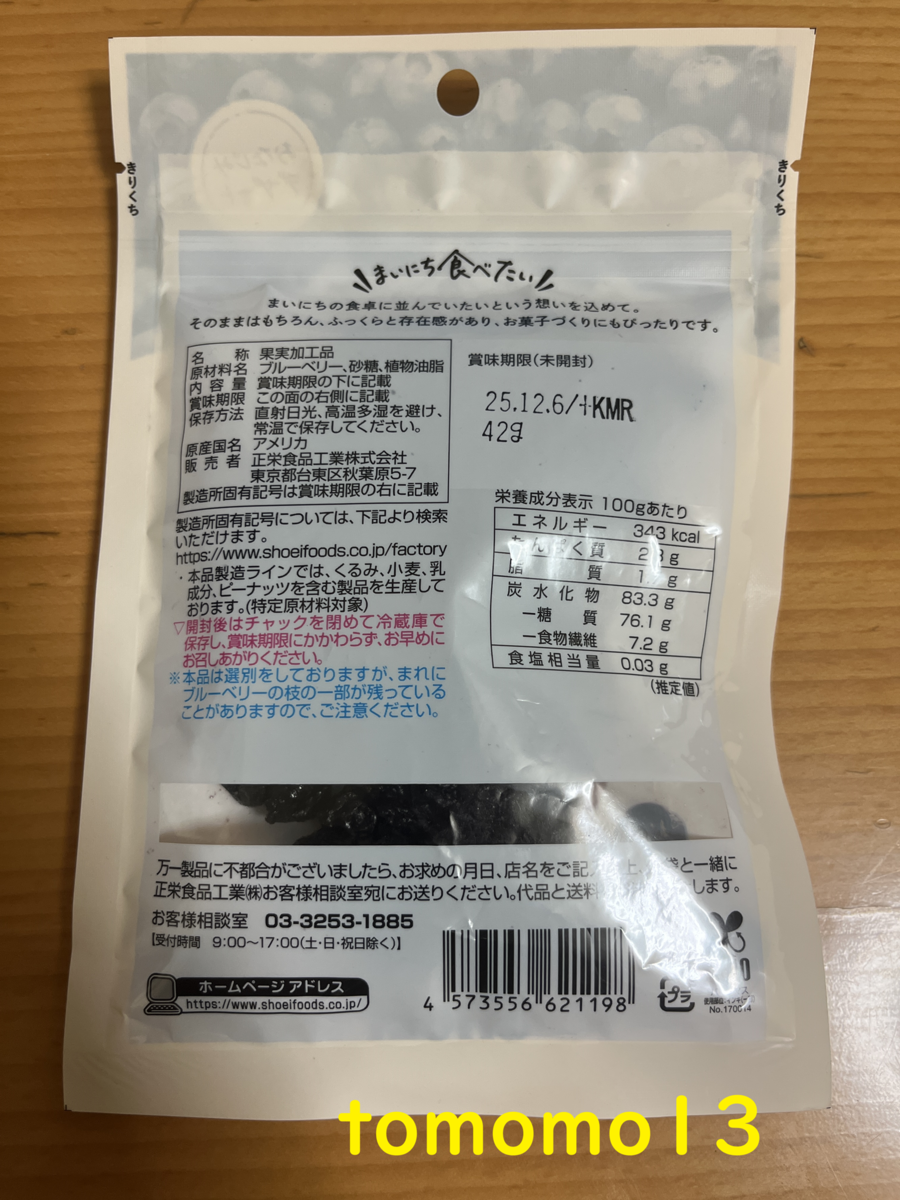 きりくち
きりくち
まいにち食べたい
まいにちの食卓に並んでいたいという想いを込めて。
そのままはもちろん、ふっくらと存在感があり、お菓子づくりにもぴったりです。
名称 果実加工品
原材料名 ブルーベリー、砂糖、植物油脂
内容量 賞味期限の下に記載
賞味期限 この面の右側に記載
保存方法 直射日光、高温多湿を避け、
常温で保存してください。
原産国名 アメリカ
販売者 正栄食品工業株式会社
東京都台東区秋葉原5-7
製造所固有記号は賞味期限の右に記載
賞味期限(未開封)
25.12.6/+KMR
42g
製造所固有記号については、下記より検索
いただけます。
https://www.shoeifoods.co.jp/factory
・本品製造ラインでは、くるみ、小麦、乳
成分、ピーナッツを含む製品を生産して
おります。(特定原材料対象)
▽開封後はチャックを閉めて冷蔵庫で
保存し、賞味期限にかかわらず、お早めに
お召しあがりください。
※本品は選別をしておりますが、まれに
ブルーベリーの枝の一部が残っている
ことがありますので、ご注意ください。
栄養成分表示 100gあたり
エネルギー 343 kcal
たんぱく質 g
脂質 g
炭水化物 83.3 g
―糖質 76.1 g
―食物繊維 7.2 g
食塩相当量 0.03 g
(推定値)
万一製品に不都合がございましたら、お求めの月日、店名をご記 と一緒に
正栄食品工業㈱お客様相談室宛にお送りください。代品と送料 します。
お客様相談室 03-3253-1885
【受付時間 9:00～17:00(土・日・祝日除く)】
ホームページ アドレス
https://www.shoeifoods.co.jp/
4 573556 621198
プラ
No.170014
tomomo13